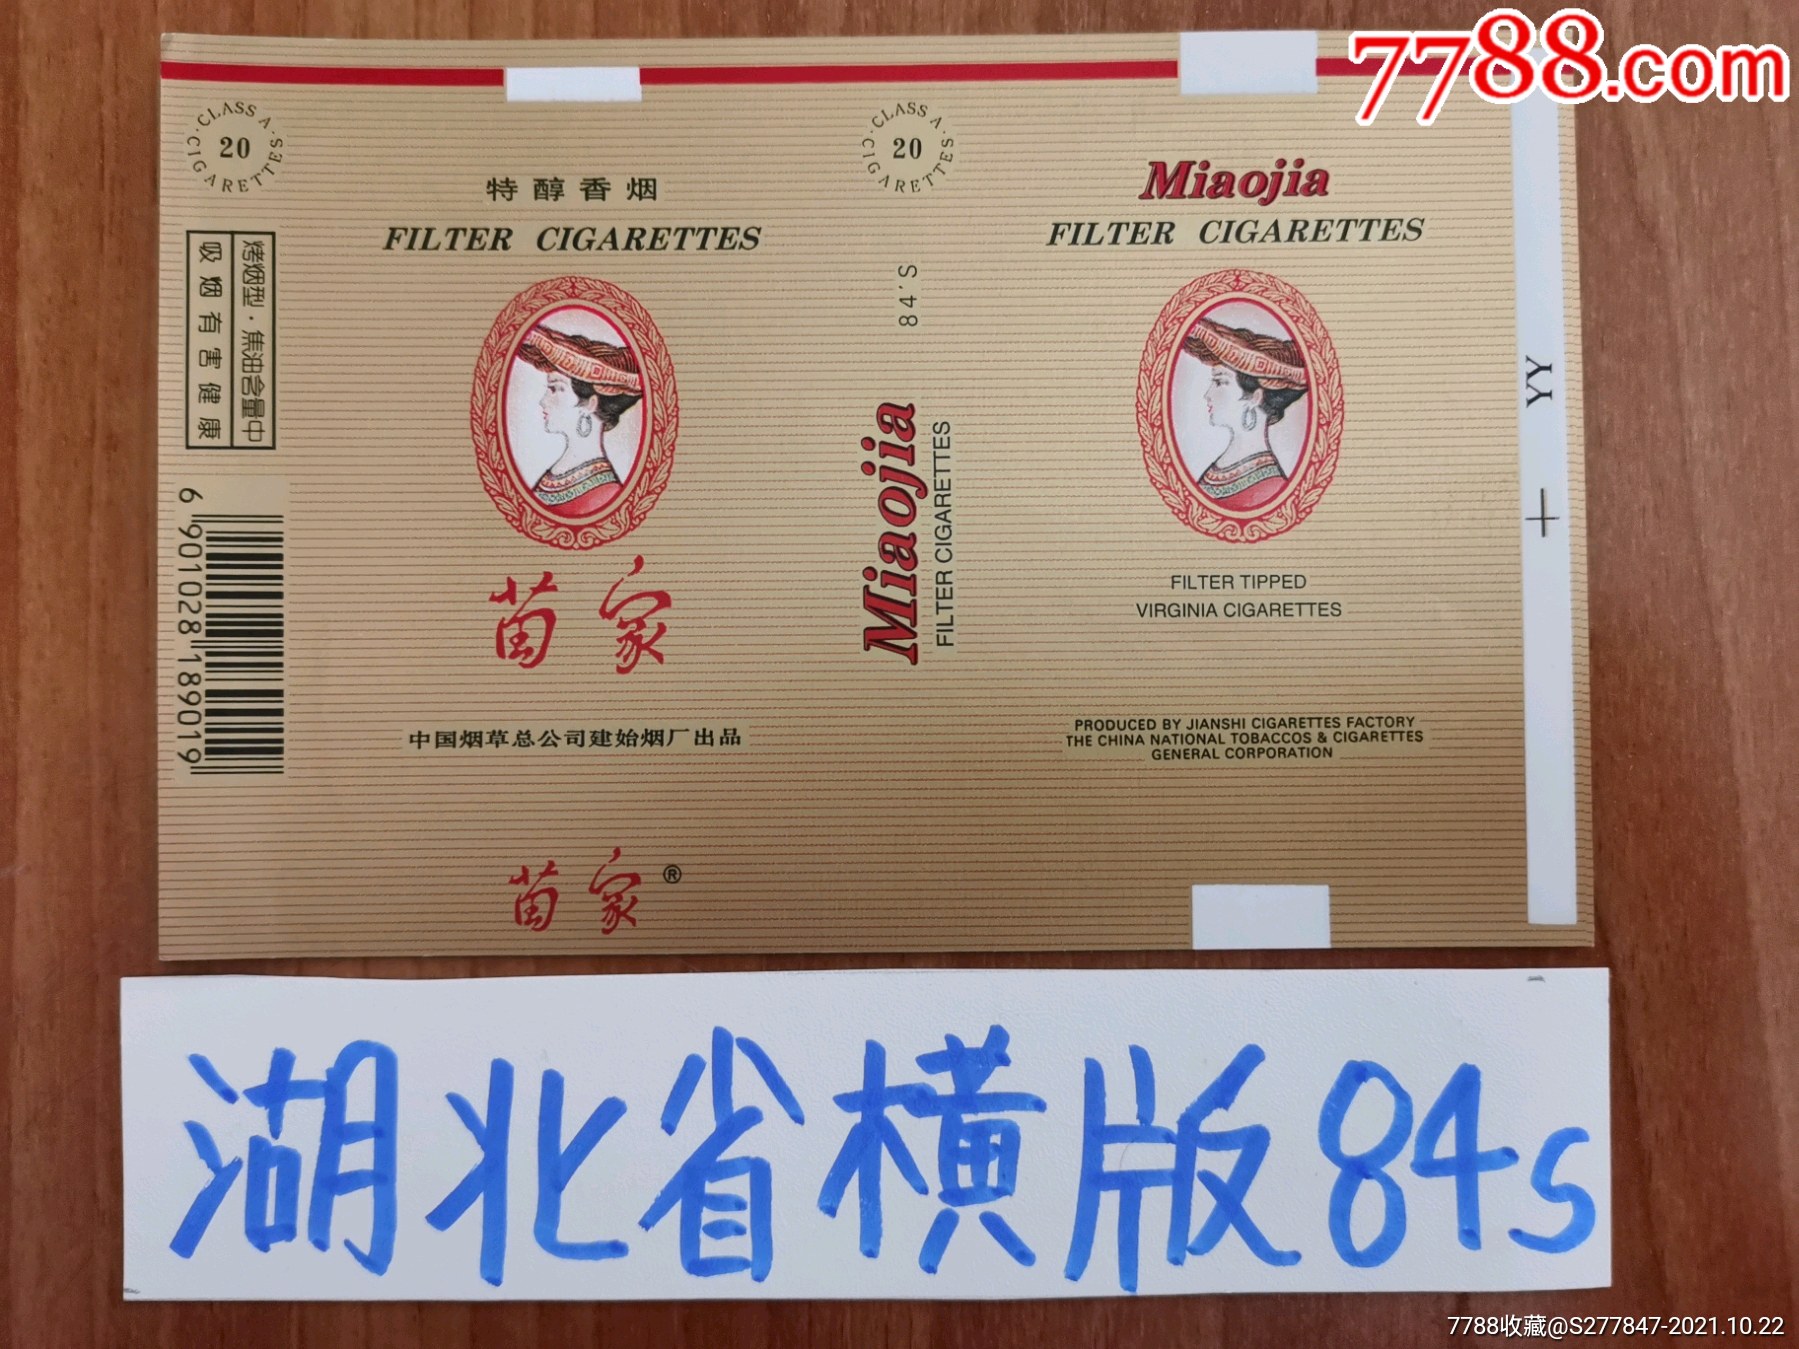 7788.com
·CLASS A·
20
CIGARETTES
特醇香烟
FILTER CIGARETTES
烤烟型·焦油含量中
吸烟有害健康
6 901028 189019
苗家
中国烟草总公司建始烟厂出品
苗家®
·CLASS A·
20
CIGARETTES
84'S
Miaojia
FILTER CIGARETTES
Miaojia
FILTER CIGARETTES
FILTER TIPPED
VIRGINIA CIGARETTES
PRODUCED BY JIANSHI CIGARETTES FACTORY
THE CHINA NATIONAL TOBACCOS & CIGARETTES
GENERAL CORPORATION
YY
湖北省横版84s
7788收藏@S277847-2021.10.22